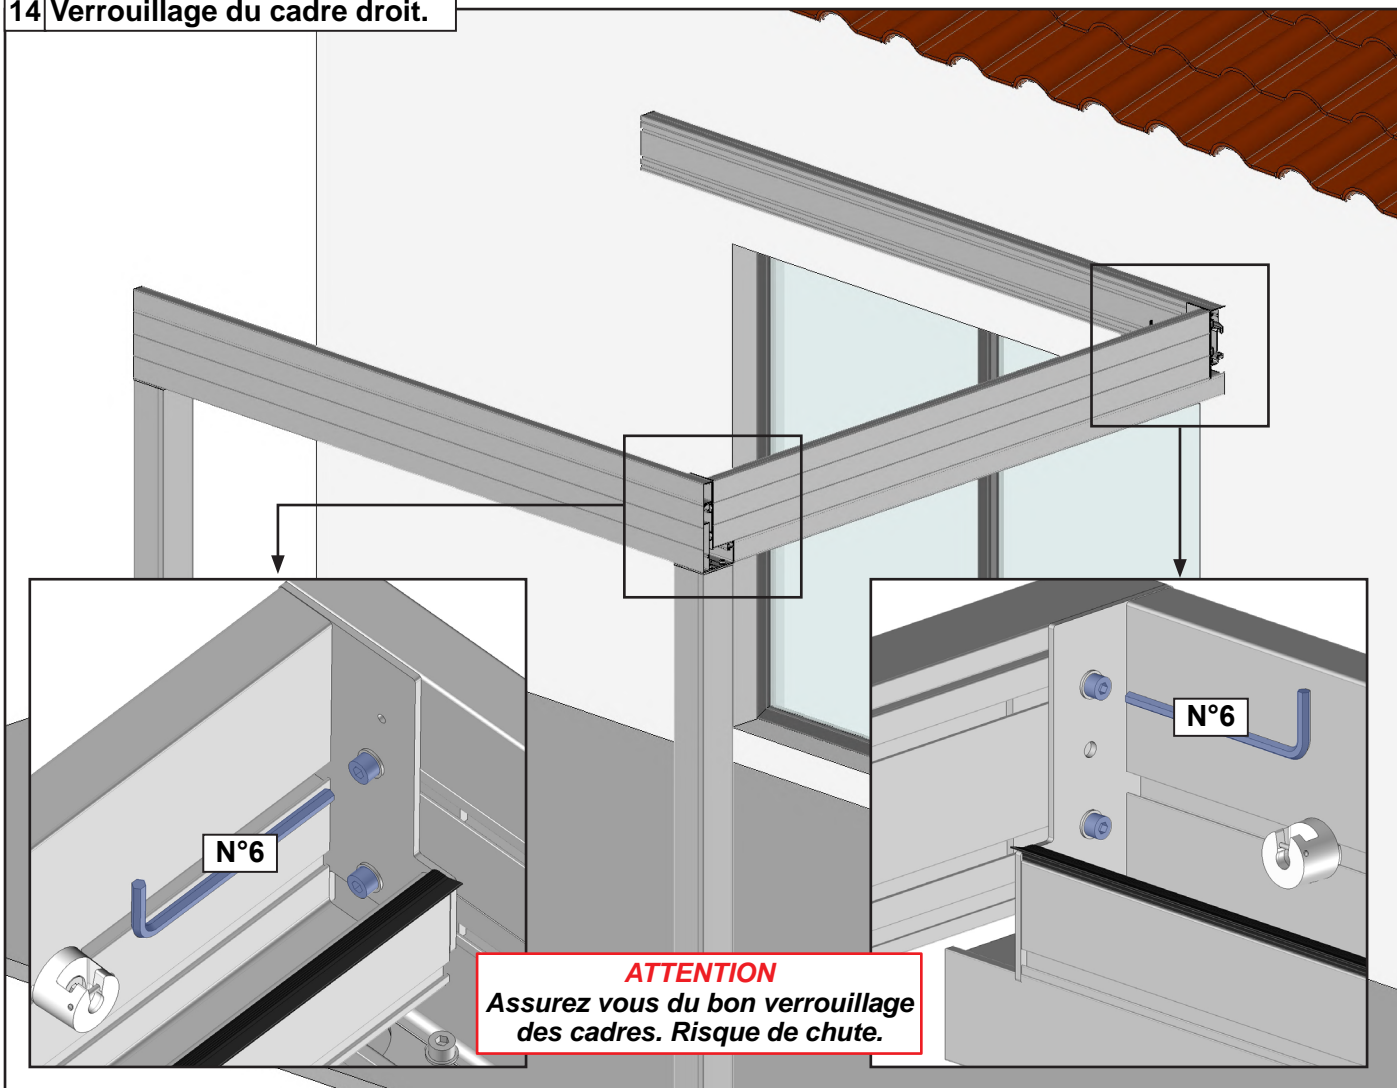 14 Verrouillage du cadre droit.
N°6
N°6
ATTENTION
Assurez vous du bon verrouillage
des cadres. Risque de chute.